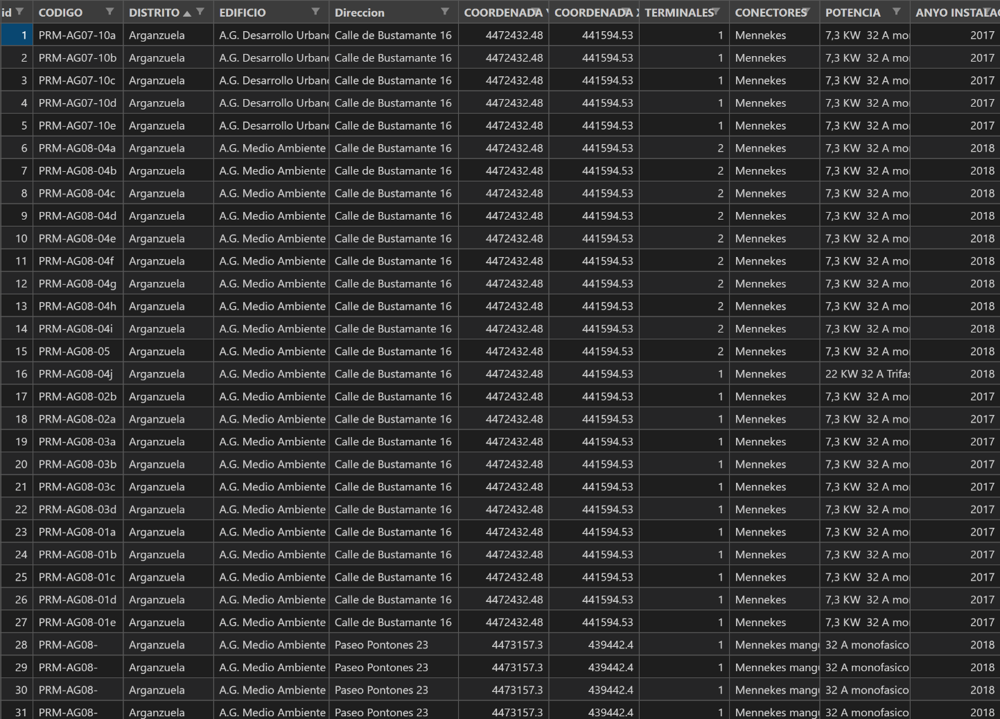 id CODIGO DISTRITO EDIFICIO Direccion COORDENADA COORDENADA TERMINALES CONECTORES POTENCIA ANYO INSTALAC
1 PRM-AG07-10a Arganzuela A.G. Desarrollo Urban Calle de Bustamante 16 4472432.48 441594.53 1 Mennekes 7,3 KW 32 A mo 2017
2 PRM-AG07-10b Arganzuela A.G. Desarrollo Urban Calle de Bustamante 16 4472432.48 441594.53 1 Mennekes 7,3 KW 32 A mo 2017
3 PRM-AG07-10c Arganzuela A.G. Desarrollo Urban Calle de Bustamante 16 4472432.48 441594.53 1 Mennekes 7,3 KW 32 A mo 2017
4 PRM-AG07-10d Arganzuela A.G. Desarrollo Urban Calle de Bustamante 16 4472432.48 441594.53 1 Mennekes 7,3 KW 32 A mo 2017
5 PRM-AG07-10e Arganzuela A.G. Desarrollo Urban Calle de Bustamante 16 4472432.48 441594.53 1 Mennekes 7,3 KW 32 A mo 2017
6 PRM-AG08-04a Arganzuela A.G. Medio Ambiente Calle de Bustamante 16 4472432.48 441594.53 2 Mennekes 7,3 KW 32 A mo 2018
7 PRM-AG08-04b Arganzuela A.G. Medio Ambiente Calle de Bustamante 16 4472432.48 441594.53 2 Mennekes 7,3 KW 32 A mo 2018
8 PRM-AG08-04c Arganzuela A.G. Medio Ambiente Calle de Bustamante 16 4472432.48 441594.53 2 Mennekes 7,3 KW 32 A mo 2018
9 PRM-AG08-04d Arganzuela A.G. Medio Ambiente Calle de Bustamante 16 4472432.48 441594.53 2 Mennekes 7,3 KW 32 A mo 2018
10 PRM-AG08-04e Arganzuela A.G. Medio Ambiente Calle de Bustamante 16 4472432.48 441594.53 2 Mennekes 7,3 KW 32 A mo 2018
11 PRM-AG08-04f Arganzuela A.G. Medio Ambiente Calle de Bustamante 16 4472432.48 441594.53 2 Mennekes 7,3 KW 32 A mo 2018
12 PRM-AG08-04g Arganzuela A.G. Medio Ambiente Calle de Bustamante 16 4472432.48 441594.53 2 Mennekes 7,3 KW 32 A mo 2018
13 PRM-AG08-04h Arganzuela A.G. Medio Ambiente Calle de Bustamante 16 4472432.48 441594.53 2 Mennekes 7,3 KW 32 A mo 2018
14 PRM-AG08-04i Arganzuela A.G. Medio Ambiente Calle de Bustamante 16 4472432.48 441594.53 2 Mennekes 7,3 KW 32 A mo 2018
15 PRM-AG08-05 Arganzuela A.G. Medio Ambiente Calle de Bustamante 16 4472432.48 441594.53 2 Mennekes 7,3 KW 32 A mo 2018
16 PRM-AG08-04j Arganzuela A.G. Medio Ambiente Calle de Bustamante 16 4472432.48 441594.53 1 Mennekes 22 KW 32 A Trifas 2018
17 PRM-AG08-02b Arganzuela A.G. Medio Ambiente Calle de Bustamante 16 4472432.48 441594.53 1 Mennekes 7,3 KW 32 A mo 2017
18 PRM-AG08-02a Arganzuela A.G. Medio Ambiente Calle de Bustamante 16 4472432.48 441594.53 1 Mennekes 7,3 KW 32 A mo 2017
19 PRM-AG08-03a Arganzuela A.G. Medio Ambiente Calle de Bustamante 16 4472432.48 441594.53 1 Mennekes 7,3 KW 32 A mo 2017
20 PRM-AG08-03b Arganzuela A.G. Medio Ambiente Calle de Bustamante 16 4472432.48 441594.53 1 Mennekes 7,3 KW 32 A mo 2017
21 PRM-AG08-03c Arganzuela A.G. Medio Ambiente Calle de Bustamante 16 4472432.48 441594.53 1 Mennekes 7,3 KW 32 A mo 2017
22 PRM-AG08-03d Arganzuela A.G. Medio Ambiente Calle de Bustamante 16 4472432.48 441594.53 1 Mennekes 7,3 KW 32 A mo 2017
23 PRM-AG08-01a Arganzuela A.G. Medio Ambiente Calle de Bustamante 16 4472432.48 441594.53 1 Mennekes 7,3 KW 32 A mo 2017
24 PRM-AG08-01b Arganzuela A.G. Medio Ambiente Calle de Bustamante 16 4472432.48 441594.53 1 Mennekes 7,3 KW 32 A mo 2017
25 PRM-AG08-01c Arganzuela A.G. Medio Ambiente Calle de Bustamante 16 4472432.48 441594.53 1 Mennekes 7,3 KW 32 A mo 2017
26 PRM-AG08-01d Arganzuela A.G. Medio Ambiente Calle de Bustamante 16 4472432.48 441594.53 1 Mennekes 7,3 KW 32 A mo 2017
27 PRM-AG08-01e Arganzuela A.G. Medio Ambiente Calle de Bustamante 16 4472432.48 441594.53 1 Mennekes 7,3 KW 32 A mo 2017
28 PRM-AG08- Arganzuela A.G. Medio Ambiente Paseo Pontones 23 4473157.3 439442.4 1 Mennekes mang 32 A monofasico 2018
29 PRM-AG08- Arganzuela A.G. Medio Ambiente Paseo Pontones 23 4473157.3 439442.4 1 Mennekes mang 32 A monofasico 2018
30 PRM-AG08- Arganzuela A.G. Medio Ambiente Paseo Pontones 23 4473157.3 439442.4 1 Mennekes mang 32 A monofasico 2018
31 PRM-AG08- Arganzuela A.G. Medio Ambiente Paseo Pontones 23 4473157.3 439442.4 1 Mennekes mang 32 A monofasico 2018